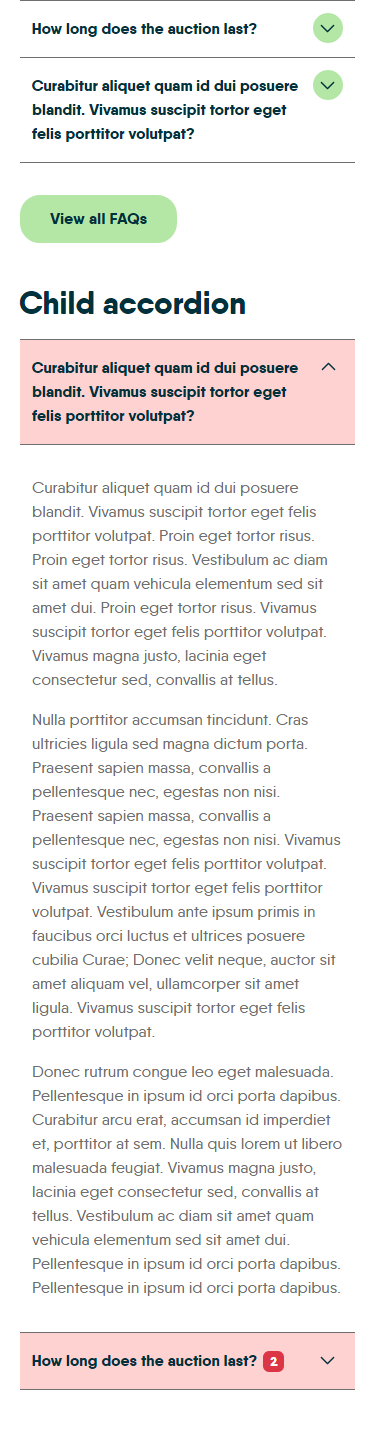 How long does the auction last?
Curabitur aliquet quam id dui posuere
blandit. Vivamus suscipit tortor eget
felis porttitor volutpat?
View all FAQs
Child accordion
Curabitur aliquet quam id dui posuere
blandit. Vivamus suscipit tortor eget
felis porttitor volutpat?
Curabitur aliquet quam id dui posuere
blandit. Vivamus suscipit tortor eget felis
porttitor volutpat. Proin eget tortor risus.
Proin eget tortor risus. Vestibulum ac diam
sit amet quam vehicula elementum sed sit
amet dui. Proin eget tortor risus. Vivamus
suscipit tortor eget felis porttitor volutpat.
Vivamus magna justo, lacinia eget
consectetur sed, convallis at tellus.
Nulla porttitor accumsan tincidunt. Cras
ultricies ligula sed magna dictum porta.
Praesent sapien massa, convallis a
pellentesque nec, egestas non nisi.
Praesent sapien massa, convallis a
pellentesque nec, egestas non nisi. Vivamus
suscipit tortor eget felis porttitor volutpat.
Vivamus suscipit tortor eget felis porttitor
volutpat. Vestibulum ante ipsum primis in
faucibus orci luctus et ultrices posuere
cubilia Curae; Donec velit neque, auctor sit
amet aliquam vel, ullamcorper sit amet
ligula. Vivamus suscipit tortor eget felis
porttitor volutpat.
Donec rutrum congue leo eget malesuada.
Pellentesque in ipsum id orci porta dapibus.
Curabitur arcu erat, accumsan id imperdiet
et, porttitor at sem. Nulla quis lorem ut libero
malesuada feugiat. Vivamus magna justo,
lacinia eget consectetur sed, convallis at
tellus. Vestibulum ac diam sit amet quam
vehicula elementum sed sit amet dui.
Pellentesque in ipsum id orci porta dapibus.
Pellentesque in ipsum id orci porta dapibus.
How long does the auction last? 2